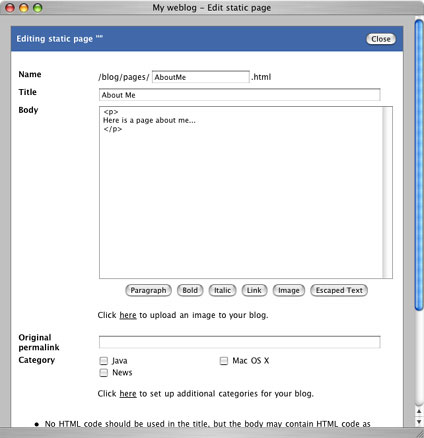 My weblog – Edit static page
Editing static page "" Close
Name /blog/pages/ AboutMe .html
Title About Me
Body <p>
Here is a page about me...
</p>
Paragraph Bold Italic Link Image Escaped Text
Click here to upload an image to your blog.
Original
permalink
Category Java Mac OS X
News
Click here to set up additional categories for your blog.
• No HTML code should be used in the title, but the body may contain HTML code as